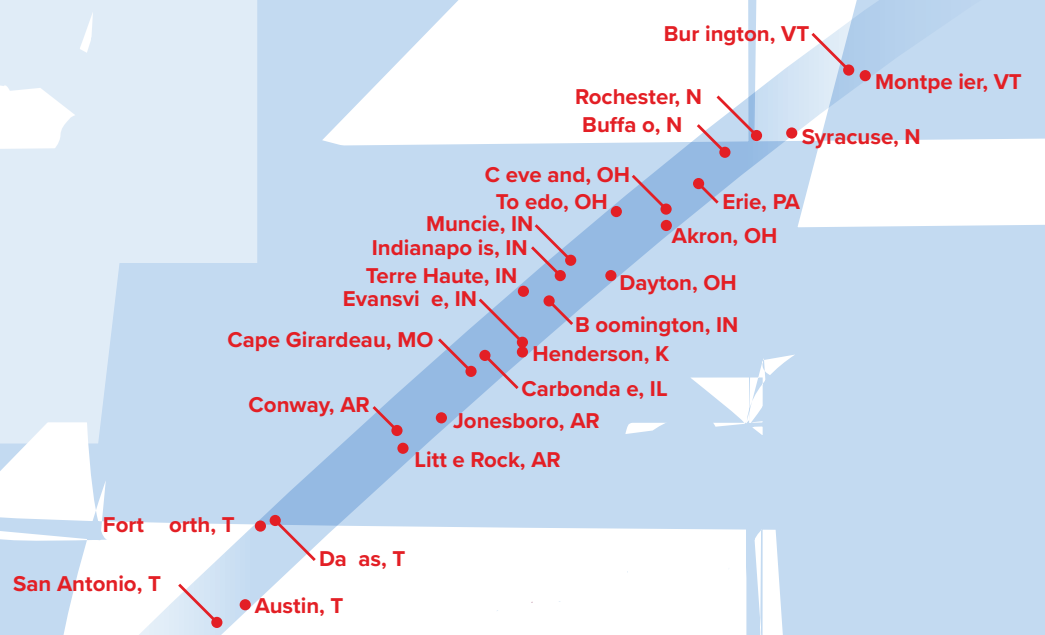 Bur ington, VT
Montpe ier, VT
Rochester, N
Buffa o, N
Syracuse, N
C eve and, OH
To edo, OH
Erie, PA
Muncie, IN
Akron, OH
Indianapo is, IN
Terre Haute, IN
Dayton, OH
Evansvi e, IN
B oomington, IN
Cape Girardeau, MO
Henderson, K
Carbonda e, IL
Conway, AR
Jonesboro, AR
Litt e Rock, AR
Fort orth, T
Da as, T
San Antonio, T
Austin, T